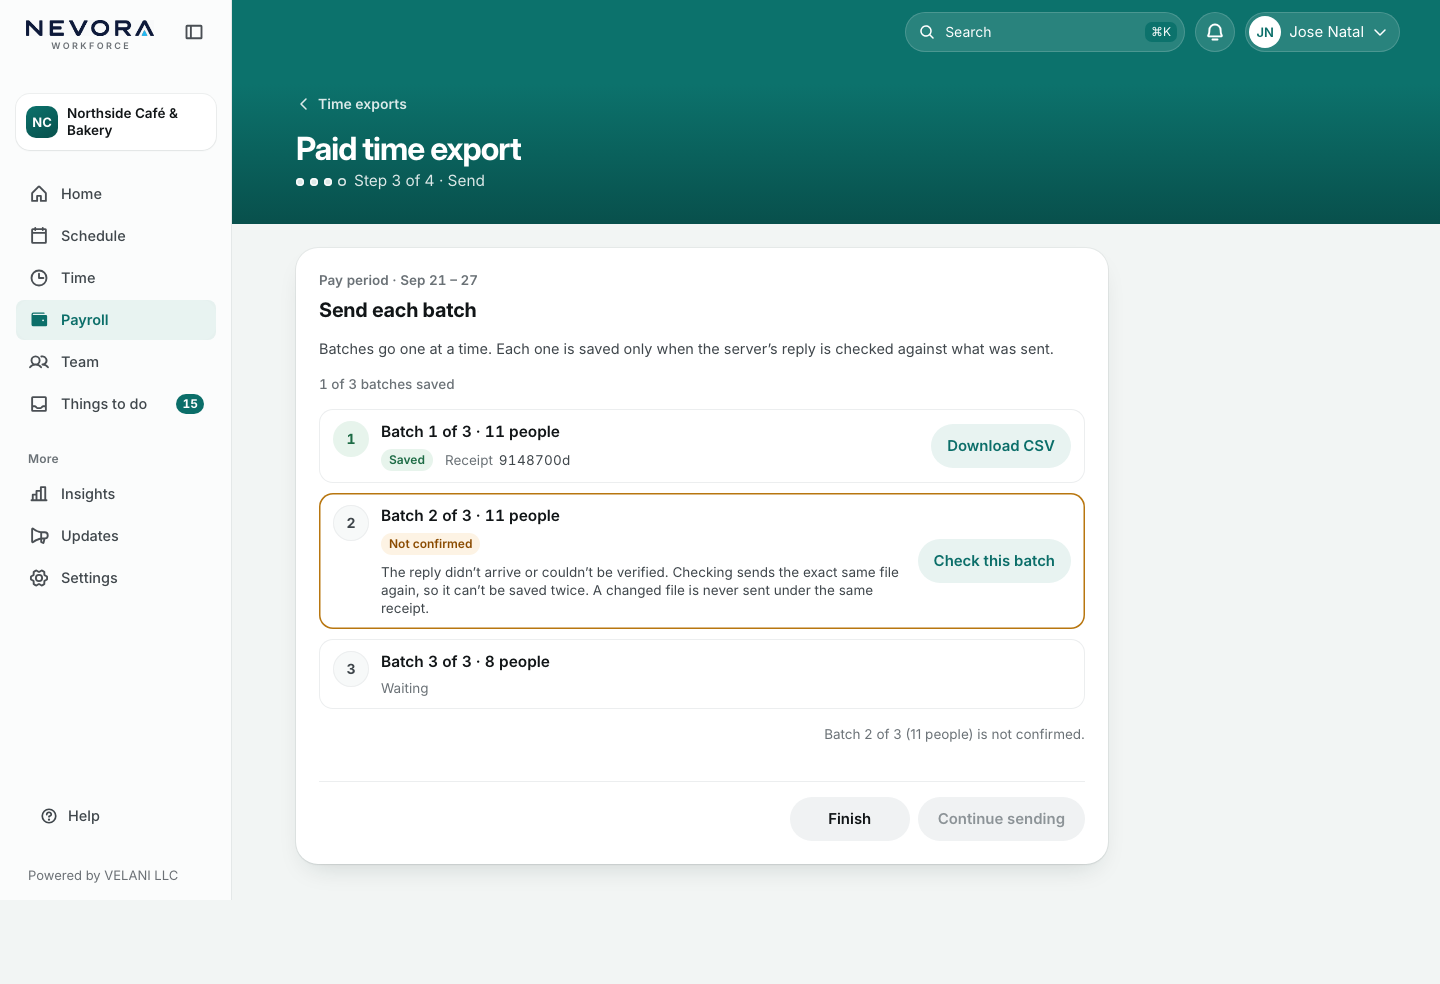 NEVORA
WORKFORCE
Search
⌘K
JN
Jose Natal
NC
Northside Café &
Bakery
Home
Schedule
Time
Payroll
Team
Things to do
15
More
Insights
Updates
Settings
Help
Powered by VELANI LLC
Time exports
Paid time export
Step 3 of 4 · Send
Pay period · Sep 21 – 27
Send each batch
Batches go one at a time. Each one is saved only when the server’s reply is checked against what was sent.
1 of 3 batches saved
1
Batch 1 of 3 · 11 people
Saved
Receipt 9148700d
Download CSV
2
Batch 2 of 3 · 11 people
Not confirmed
The reply didn’t arrive or couldn’t be verified. Checking sends the exact same file
again, so it can’t be saved twice. A changed file is never sent under the same
receipt.
Check this batch
3
Batch 3 of 3 · 8 people
Waiting
Batch 2 of 3 (11 people) is not confirmed.
Finish
Continue sending